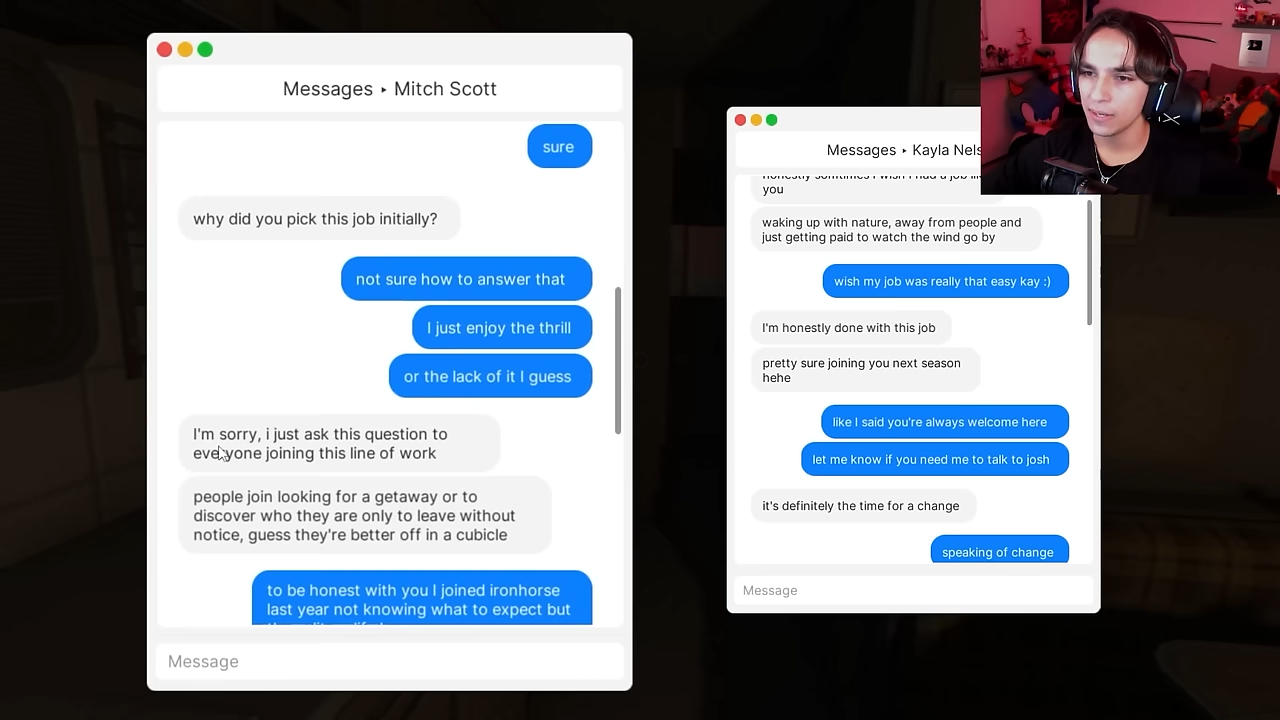 Messages ‣ Mitch Scott
sure
why did you pick this job initially?
not sure how to answer that
I just enjoy the thrill
or the lack of it I guess
I'm sorry, i just ask this question to
everyone joining this line of work
people join looking for a getaway or to
discover who they are only to leave without
notice, guess they're better off in a cubicle
to be honest with you I joined ironhorse
last year not knowing what to expect but
Message
Messages ‣ Kayla Nels
honestly somtimes I wish I had a job
you
waking up with nature, away from people and
just getting paid to watch the wind go by
wish my job was really that easy kay :)
I'm honestly done with this job
pretty sure joining you next season
hehe
like I said you're always welcome here
let me know if you need me to talk to josh
it's definitely the time for a change
speaking of change
Message